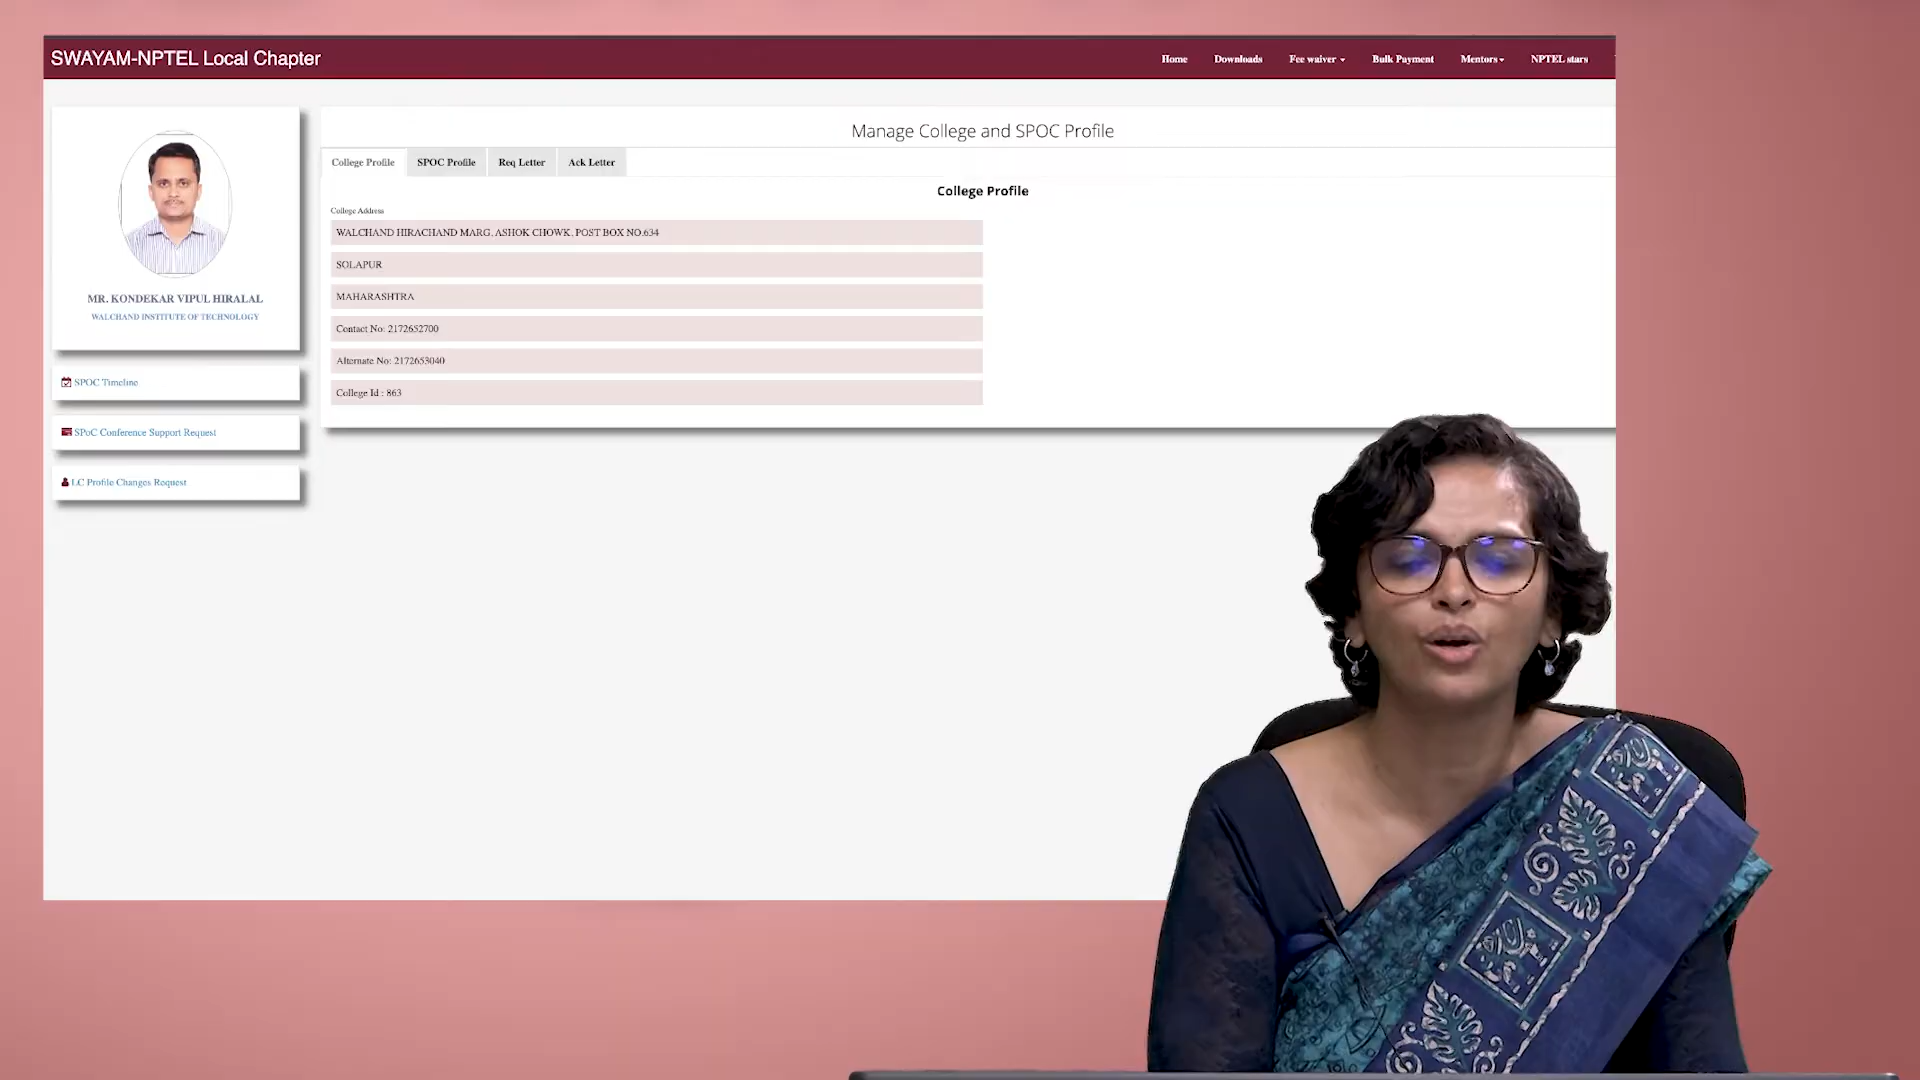 SWAYAM-NPTEL Local Chapter
Home Downloads Fee waiver Bulk Payment Mentors NPTEL stars
MR. KONDEKAR VIPUL HIRALAL
WALCHAND INSTITUTE OF TECHNOLOGY
SPOC Timeline
SPoC Conference Support Request
LC Profile Changes Request
Manage College and SPOC Profile
College Profile SPOC Profile Req Letter Ack Letter
College Profile
College Address
WALCHAND HIRACHAND MARG, ASHOK CHOWK, POST BOX NO.634
SOLAPUR
MAHARASHTRA
Contact No: 2172652700
Alternate No: 2172653040
College Id : 863